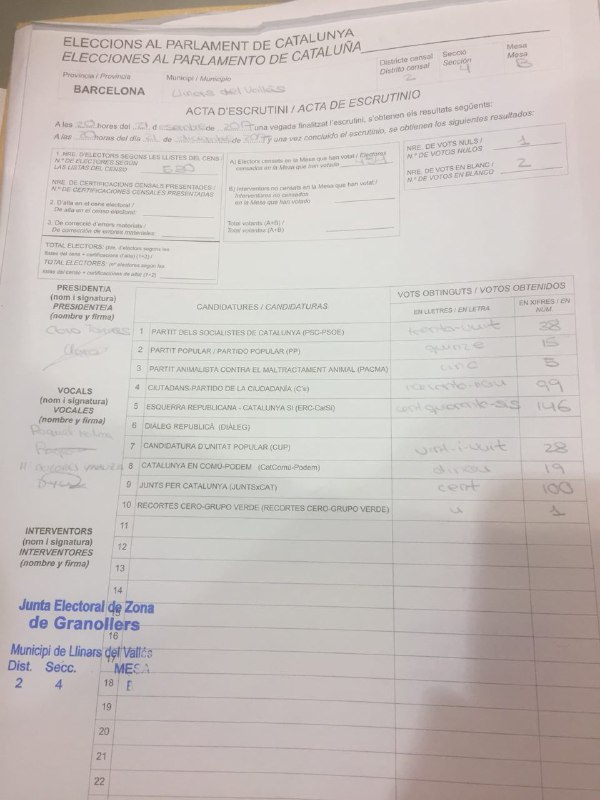 ELECCIONS AL PARLAMENT DE CATALUNYA
ELECCIONES AL PARLAMENTO DE CATALUÑA
Districte censal Secció Mesa
Distrito censal Sección Mesa
2 4 B
Provincia / Provincia Municipi / Municipio
BARCELONA Llinars del Vallès
ACTA D'ESCRUTINI / ACTA DE ESCRUTINIO
A les 20 hores del 21 d desembre de 2017 una vegada finalitzat l'escrutini, s'obtenen els resultats següents:
A las 20 horas del día 21 de diciembre de 2017 y una vez concluido el escrutinio, se obtienen los siguientes resultados:
1. NRE. D'ELECTORS SEGONS LES LLISTES DEL CENS /
N.º DE ELECTORES SEGÚN
LAS LISTAS DEL CENSO
NRE. DE CERTIFICACIONS CENSALS PRESENTADES /
N.º DE CERTIFICACIONES CENSALES PRESENTADAS
2. D'alta en el cens electoral /
De alta en el censo electoral:
3. De correcció d'errors materials /
De corrección de errores materiales:
TOTAL ELECTORS: nre. d'electors segons les
llistes del cens + certificacions d'alta) (1+2) /
TOTAL ELECTORES: nº electores según las
listas del censo + certificaciones de alta) (1+2)
A) Electors censats en la Mesa que han votat / Electores
censados en la Mesa que han votado
B) Interventors no censats en la Mesa que han votat /
Interventores no censados
en la Mesa que han votado
Total votants (A+B) /
Total votantes (A+B)
NRE. DE VOTS NULS / 1
N.º DE VOTOS NULOS
NRE. DE VOTS EN BLANC / 2
N.º DE VOTOS EN BLANCO
PRESIDENT/A
(nom i signatura)
PRESIDENTE/A
(nombre y firma)
VOCALS
(nom i signatura)
VOCALES
(nombre y firma)
INTERVENTORS
(nom i signatura)
INTERVENTORES
(nombre y firma)
CANDIDATURES / CANDIDATURAS
VOTS OBTINGUTS / VOTOS OBTENIDOS
EN LLETRES / EN LETRA EN XIFRES / EN NUM
1 PARTIT DELS SOCIALISTES DE CATALUNYA (PSC-PSOE) trenta-vuit 38
2 PARTIT POPULAR / PARTIDO POPULAR (PP) quinze 15
3 PARTIT ANIMALISTA CONTRA EL MALTRACTAMENT ANIMAL (PACMA) cinc 5
4 CIUTADANS-PARTIDO DE LA CIUDADANÍA (C's) noranta-nou 99
5 ESQUERRA REPUBLICANA - CATALUNYA SÍ (ERC-CatSí) cent quaranta-sis 146
6 DIÀLEG REPUBLICÀ (DIÀLEG)
7 CANDIDATURA D'UNITAT POPULAR (CUP) vint-i-vuit 28
8 CATALUNYA EN COMÚ-PODEM (CatComú-Podem) dinou 19
9 JUNTS PER CATALUNYA (JUNTSxCAT) cent 100
10 RECORTES CERO-GRUPO VERDE (RECORTES CERO-GRUPO VERDE) u 1
11
12
13
14
15
16
17
18
19
20
21
22
Junta Electoral de Zona
de Granollers
Municipi de Llinars del Vallés
Dist. Secc. MESA
2 4